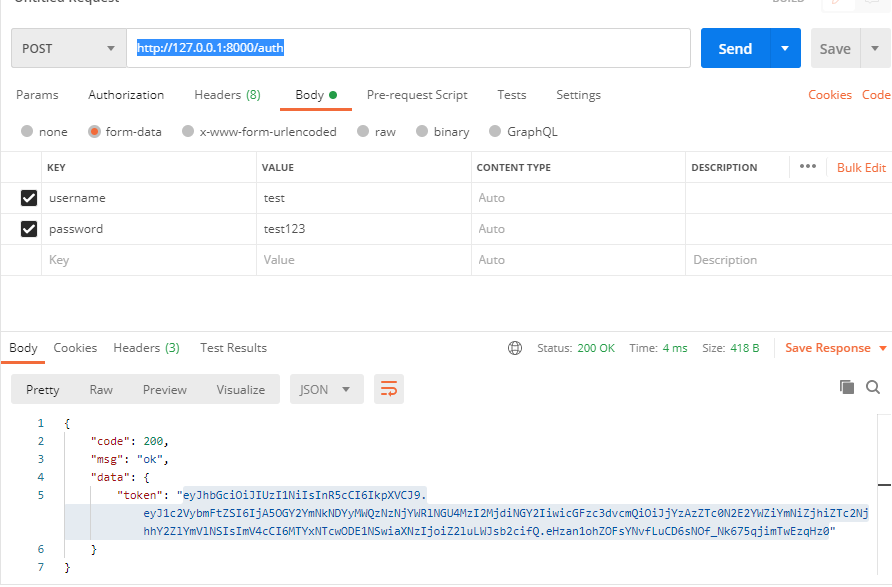 Untitled Request
BUILD
POST http://127.0.0.1:8000/auth Send Save
Params Authorization Headers (8) Body Pre-request Script Tests Settings Cookies Code
none form-data x-www-form-urlencoded raw binary GraphQL
KEY VALUE CONTENT TYPE DESCRIPTION ••• Bulk Edit
username test Auto
password test123 Auto
Key Value Auto Description
Body Cookies Headers (3) Test Results Status: 200 OK Time: 4 ms Size: 418 B Save Response
Pretty Raw Preview Visualize JSON
1 {
2 "code": 200,
3 "msg": "ok",
4 "data": {
5 "token": "eyJhbGciOiJIUzI1NiIsInR5cCI6IkpXVCJ9.
eyJ1c2VybmFtZSI6IjA5OGY2YmNkNDYyMWQzNzNjYWRlNGU4MzI2MjdiNGY2IiwicGFzc3dvcmQiOiJjYzAzZTc0N2E2YWZiYmNiZjhiZTc2Nj
hhY2ZlYmVlNSIsImV4cCI6MTYxNTcwODE1NSwiaXNzIjoiZ2luLWJsb2cifQ.eHzan1ohZOFsYNvfLuCD6sNOf_Nk675qjimTwEzqHz0"
6 }
7 }